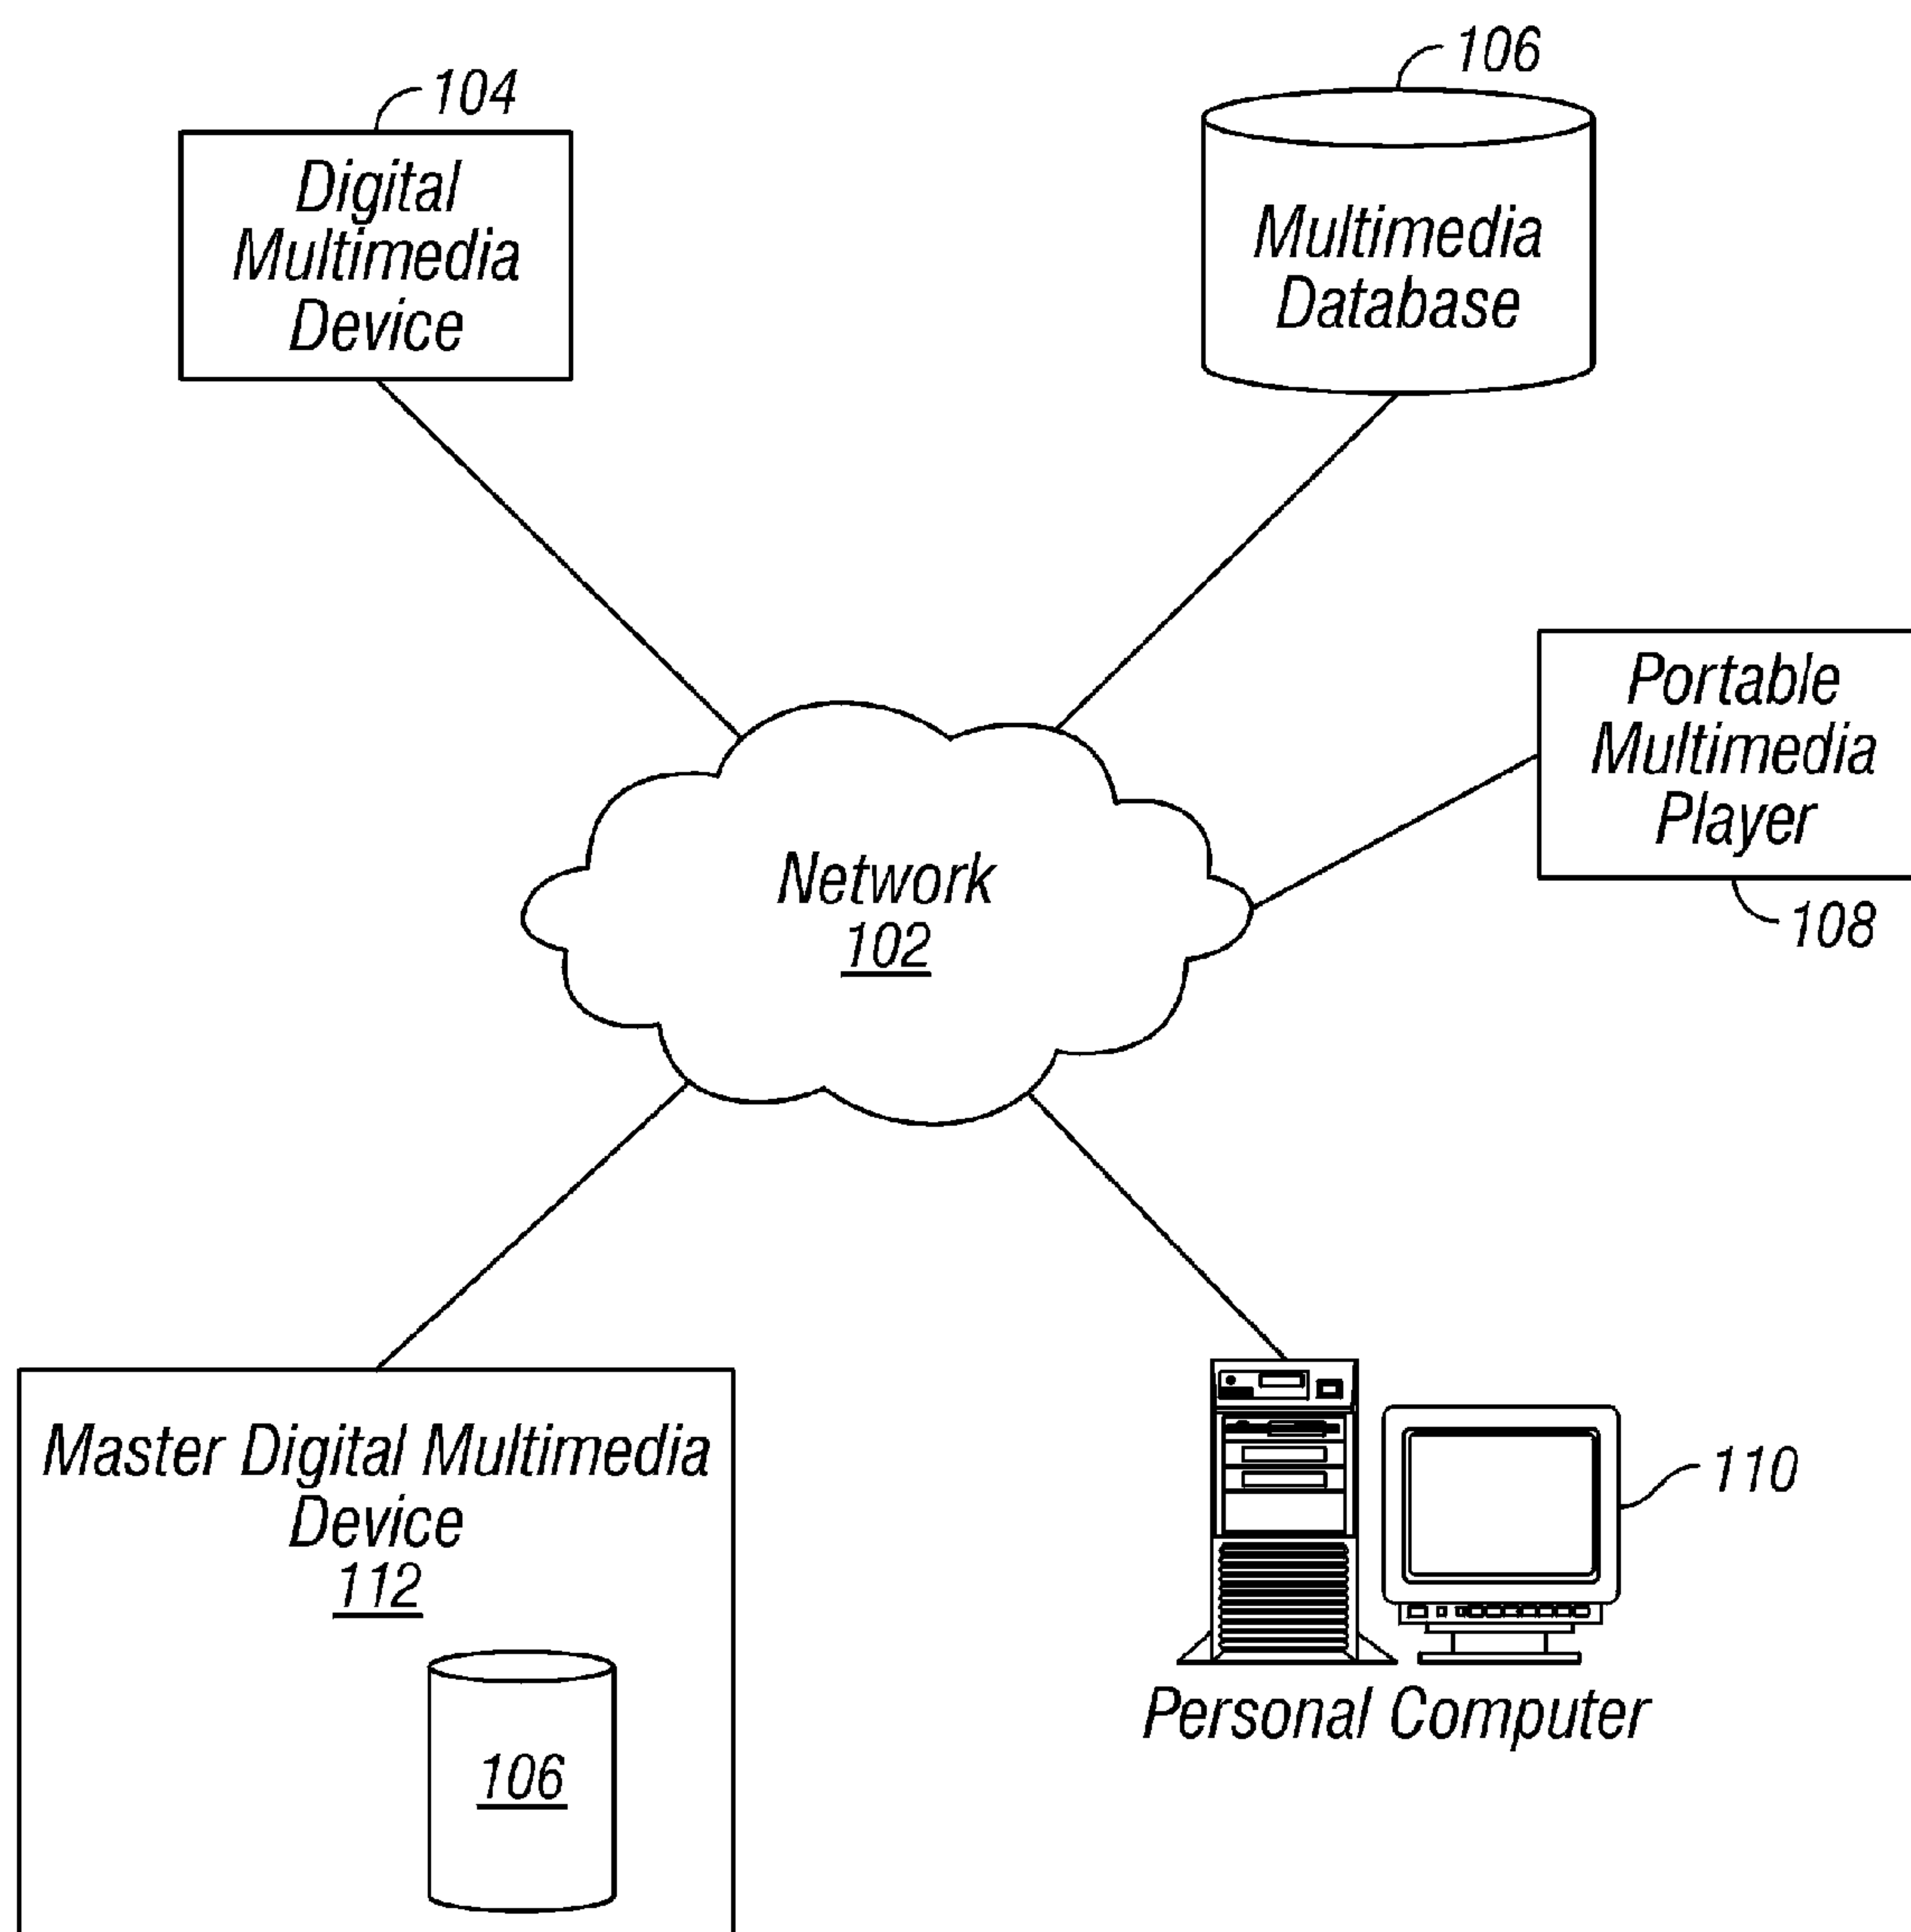 104
Digital
Multimedia
Device
106
Multimedia
Database
Portable
Multimedia
Player
108
Network
102
Master Digital Multimedia
Device
112
106
110
Personal Computer